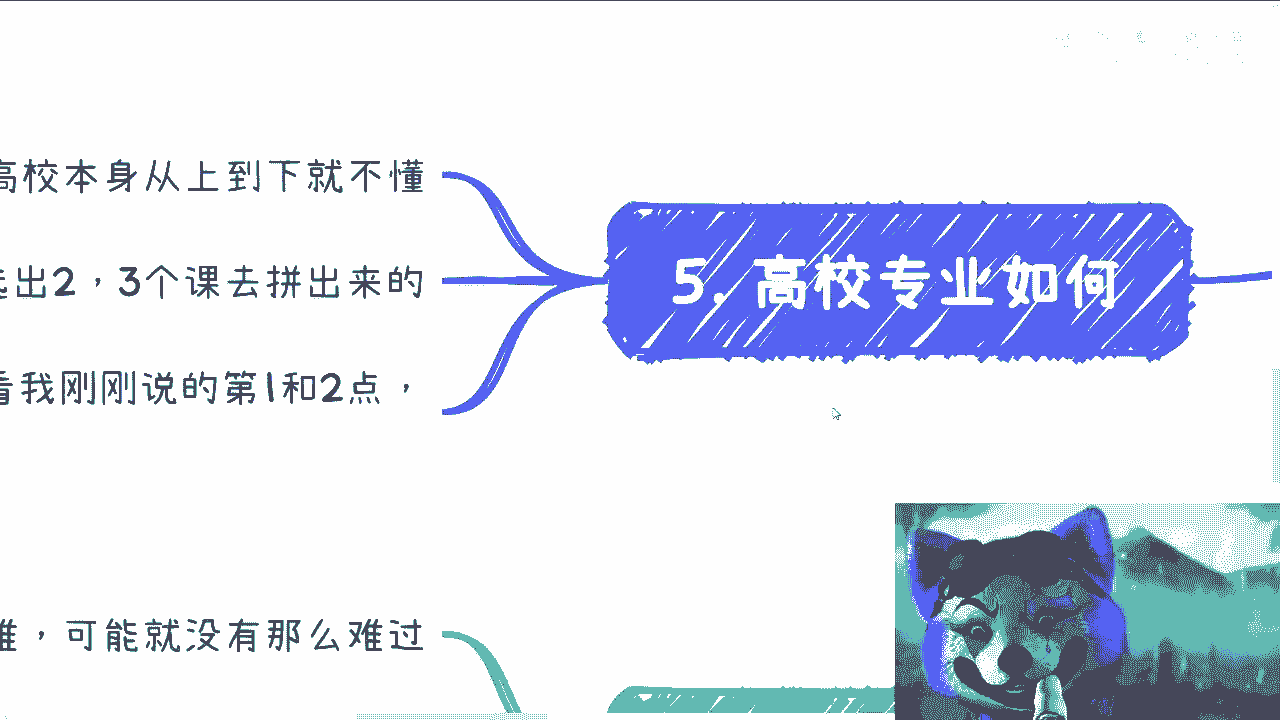 高校本身从上到下就不懂
选出2，3个课去拼出来的
看我刚刚说的第1和2点，
5. 高校专业如何
难，可能就没有那么难过